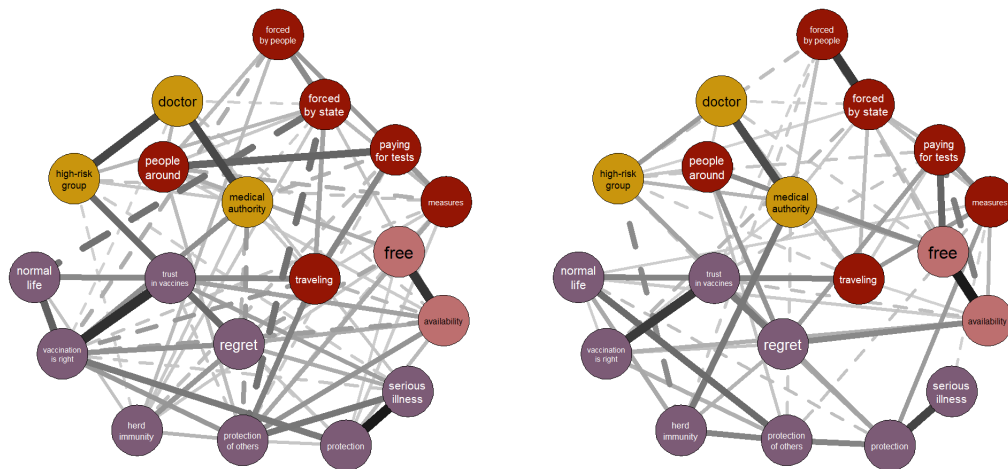 forced
by people
doctor
forced
by state
paying
for tests
people
around
high-risk
group
medical
authority
measures
free
normal
life
trust
in vaccines
traveling
availability
vaccination
is right
regret
serious
illness
herd
immunity
protection
of others
protection
forced
by people
doctor
forced
by state
paying
for tests
people
around
high-risk
group
medical
authority
measures
free
normal
life
trust
in vaccines
traveling
availability
vaccination
is right
regret
serious
illness
herd
immunity
protection
of others
protection